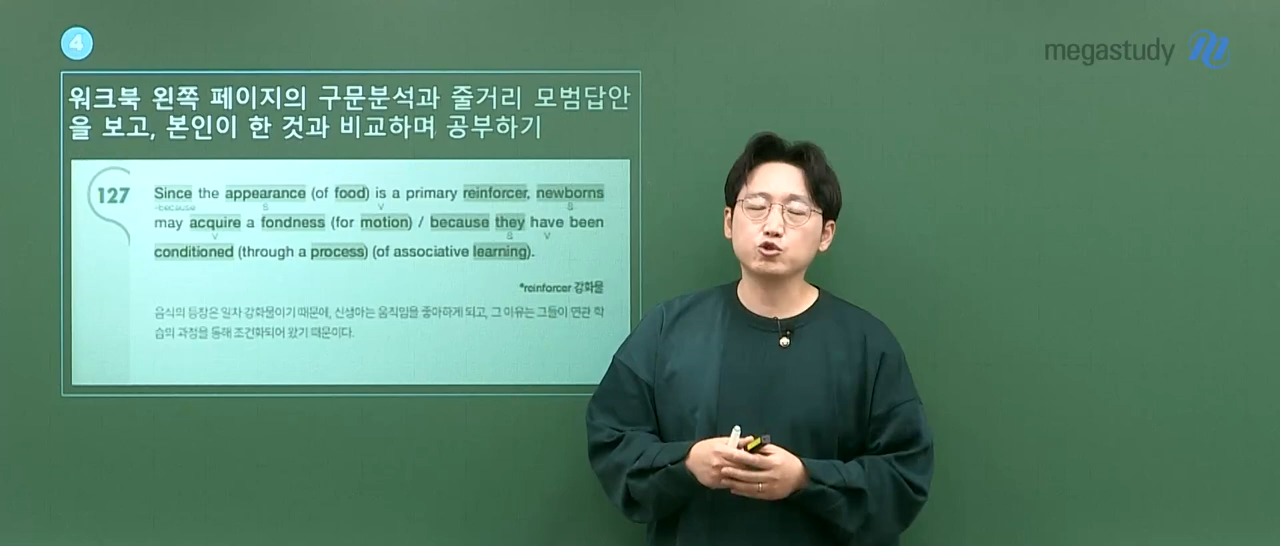 4
megastudy
워크북 왼쪽 페이지의 구문분석과 줄거리 모범답안
을 보고, 본인이 한 것과 비교하며 공부하기
127
Since the appearance (of food) is a primary reinforcer, newborns
=because S V S
may acquire a fondness (for motion) / because they have been
V S V
conditioned (through a process) (of associative learning).
*reinforcer 강화물
음식의 등장은 일차 강화물이기 때문에, 신생아는 움직임을 좋아하게 되고, 그 이유는 그들이 연관 학
습의 과정을 통해 조건화되어 왔기 때문이다.